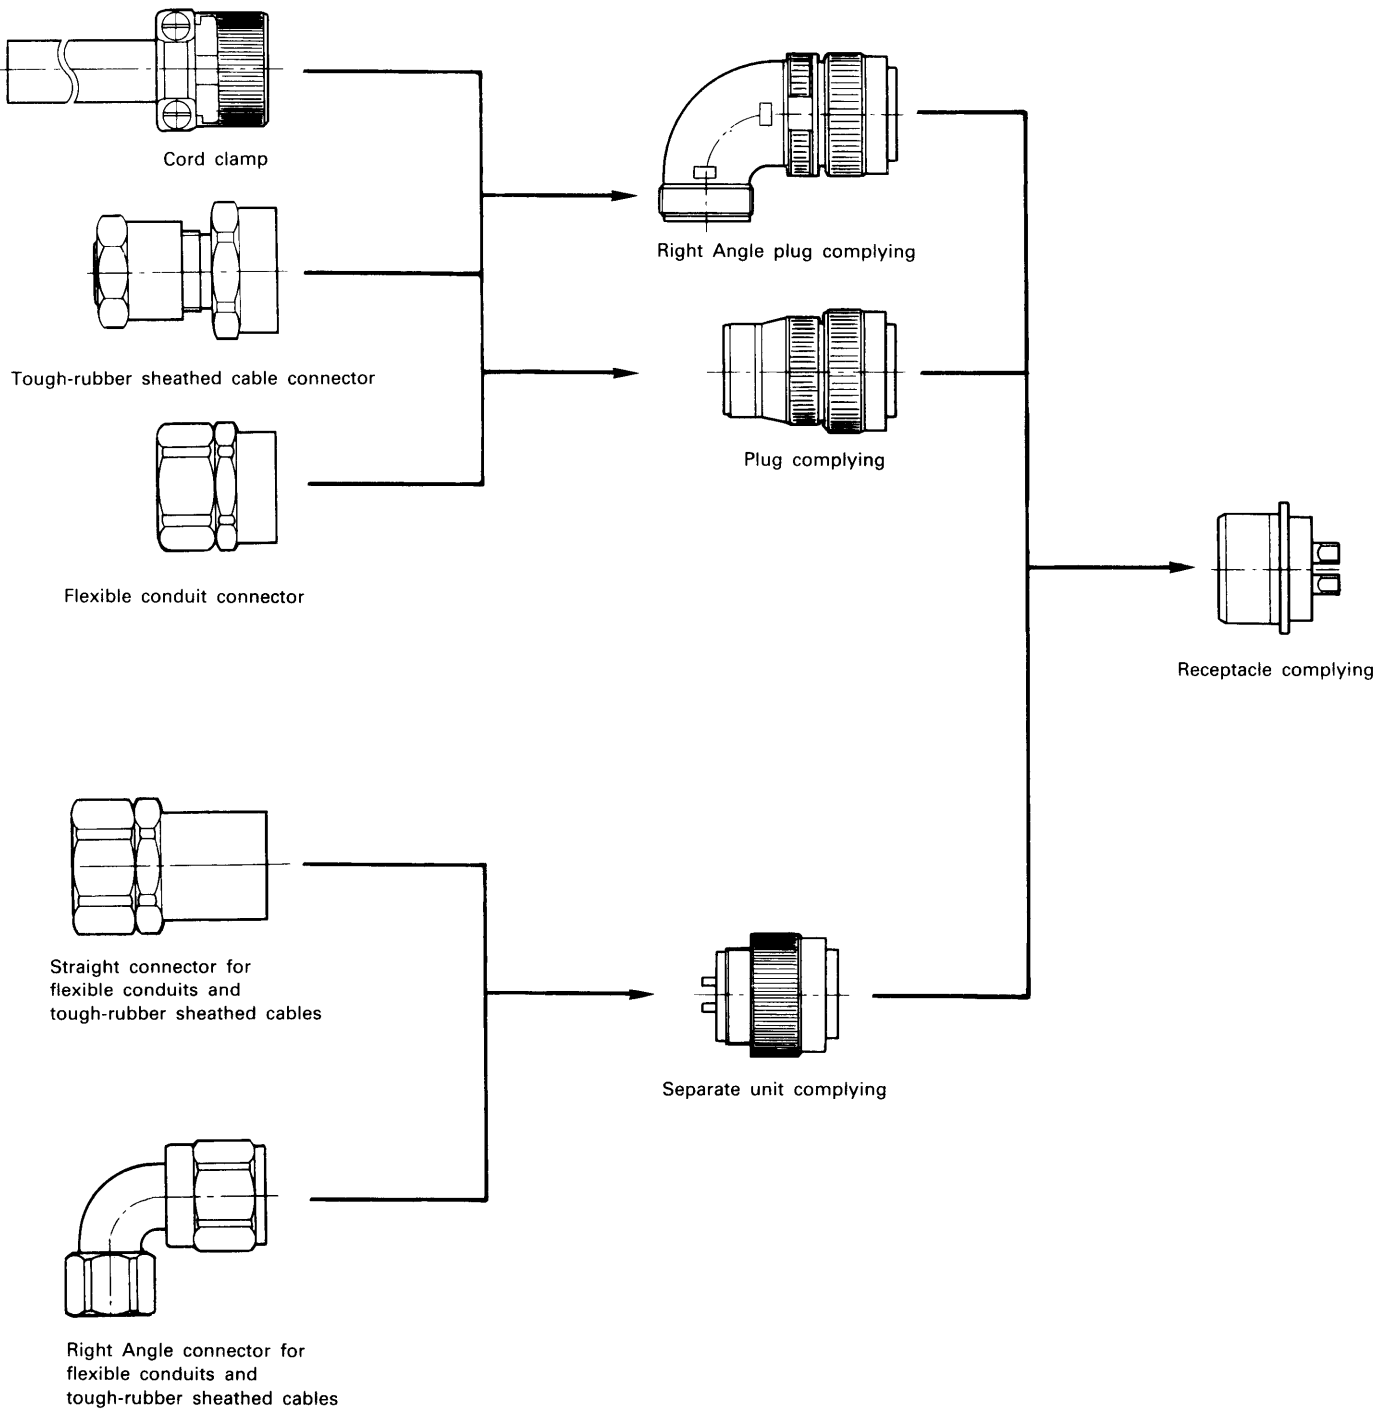 Cord clamp
Right Angle plug complying
Tough-rubber sheathed cable connector
Plug complying
Flexible conduit connector
Receptacle complying
Straight connector for
flexible conduits and
tough-rubber sheathed cables
Separate unit complying
Right Angle connector for
flexible conduits and
tough-rubber sheathed cables